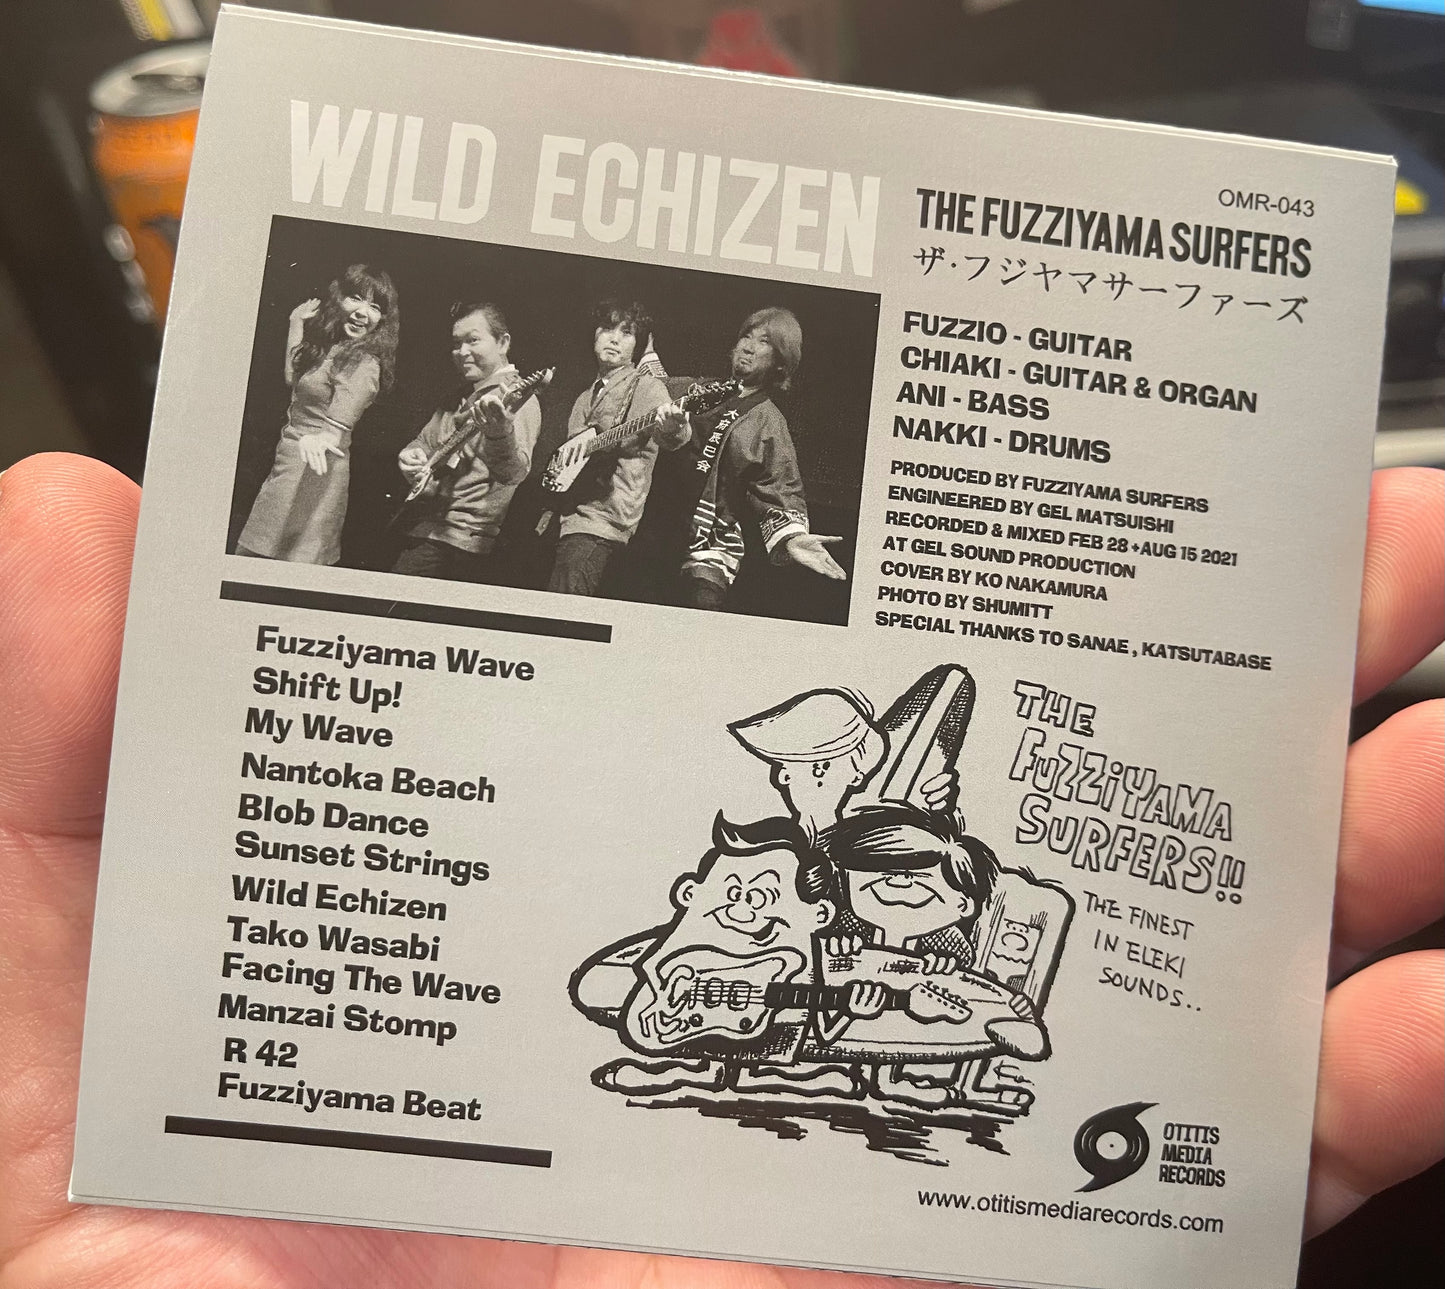 WILD ECHIZEN
OMR-043
THE FUZZIYAMA SURFERS
ザ・フジヤマサーファーズ
FUZZIO - GUITAR
CHIAKI - GUITAR & ORGAN
ANI - BASS
NAKKI - DRUMS
PRODUCED BY FUZZIYAMA SURFERS
ENGINEERED BY GEL MATSUISHI
RECORDED & MIXED FEB 28 + AUG 15 2021
AT GEL SOUND PRODUCTION
COVER BY KO NAKAMURA
PHOTO BY SHUMITT
SPECIAL THANKS TO SANAE , KATSUTABASE
Fuzziyama Wave
Shift Up!
My Wave
Nantoka Beach
Blob Dance
Sunset Strings
Wild Echizen
Tako Wasabi
Facing The Wave
Manzai Stomp
R 42
Fuzziyama Beat
THE
FUZZIYAMA
SURFERS!!
THE FINEST
IN ELEKI
SOUNDS..
OTITIS
MEDIA
RECORDS
www.otitismediarecords.com